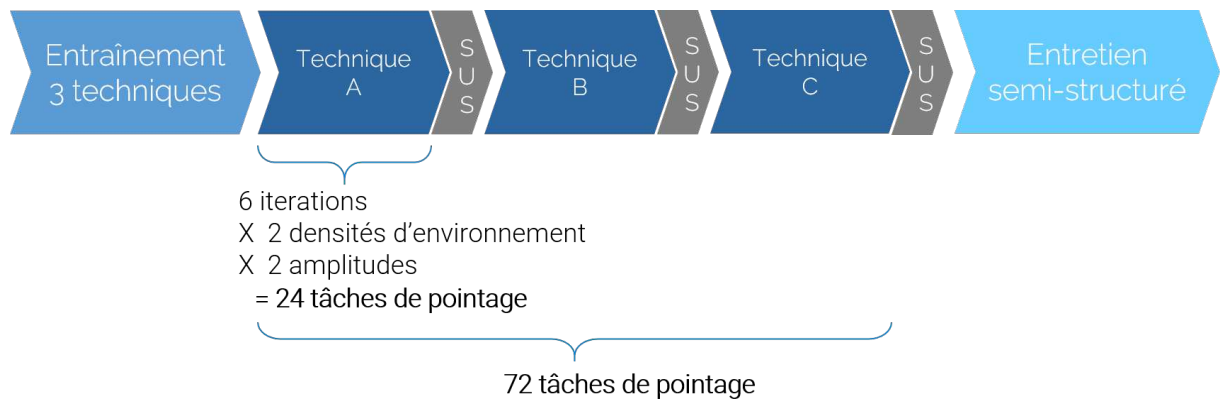 Entraînement
3 techniques
Technique
A
S
U
S
Technique
B
S
U
S
Technique
C
S
U
S
Entretien
semi-structuré
6 iterations
X 2 densités d’environnement
X 2 amplitudes
= 24 tâches de pointage
72 tâches de pointage